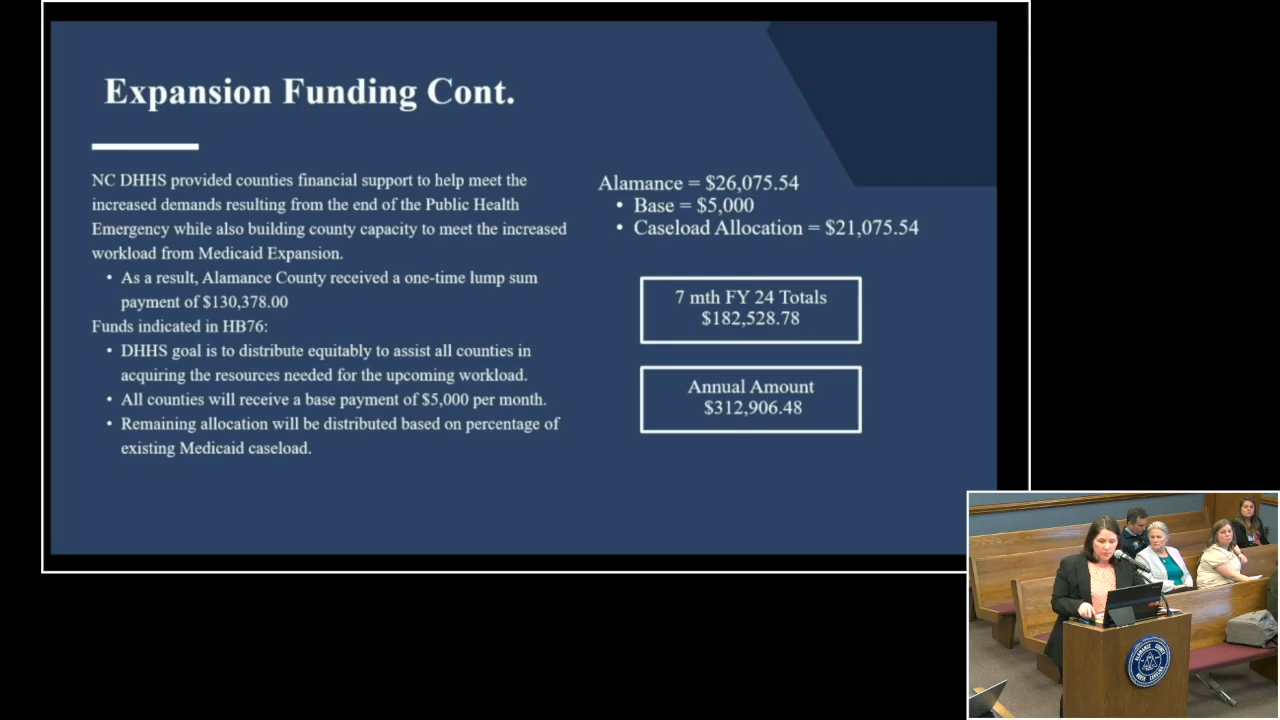 Expansion Funding Cont.
NC DHHS provided counties financial support to help meet the
increased demands resulting from the end of the Public Health
Emergency while also building county capacity to meet the increased
workload from Medicaid Expansion.
• As a result, Alamance County received a one-time lump sum
payment of $130,378.00
Funds indicated in HB76:
• DHHS goal is to distribute equitably to assist all counties in
acquiring the resources needed for the upcoming workload.
• All counties will receive a base payment of $5,000 per month.
• Remaining allocation will be distributed based on percentage of
existing Medicaid caseload.
Alamance = $26,075.54
• Base = $5,000
• Caseload Allocation = $21,075.54
7 mth FY 24 Totals
$182,528.78
Annual Amount
$312,906.48
ALAMANCE COUNTY
NORTH CAROLINA